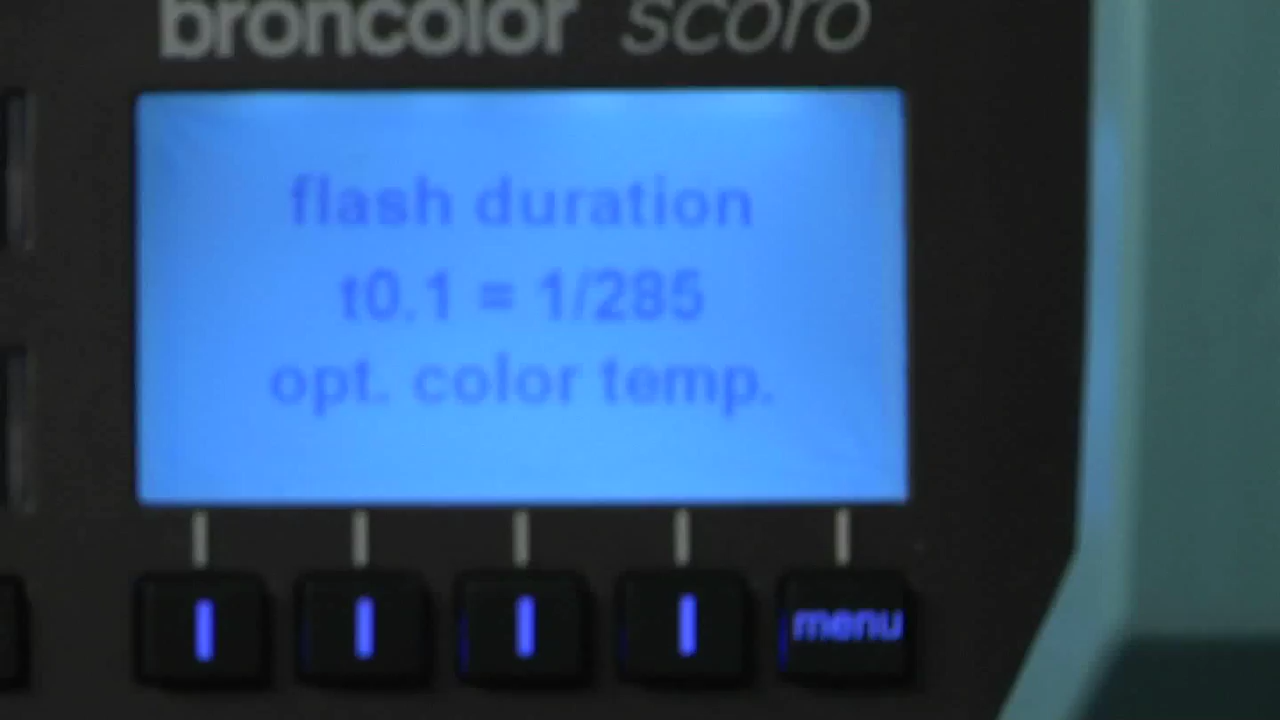 broncolor scoro
flash duration
t0.1 = 1/285
opt. color temp.
menu